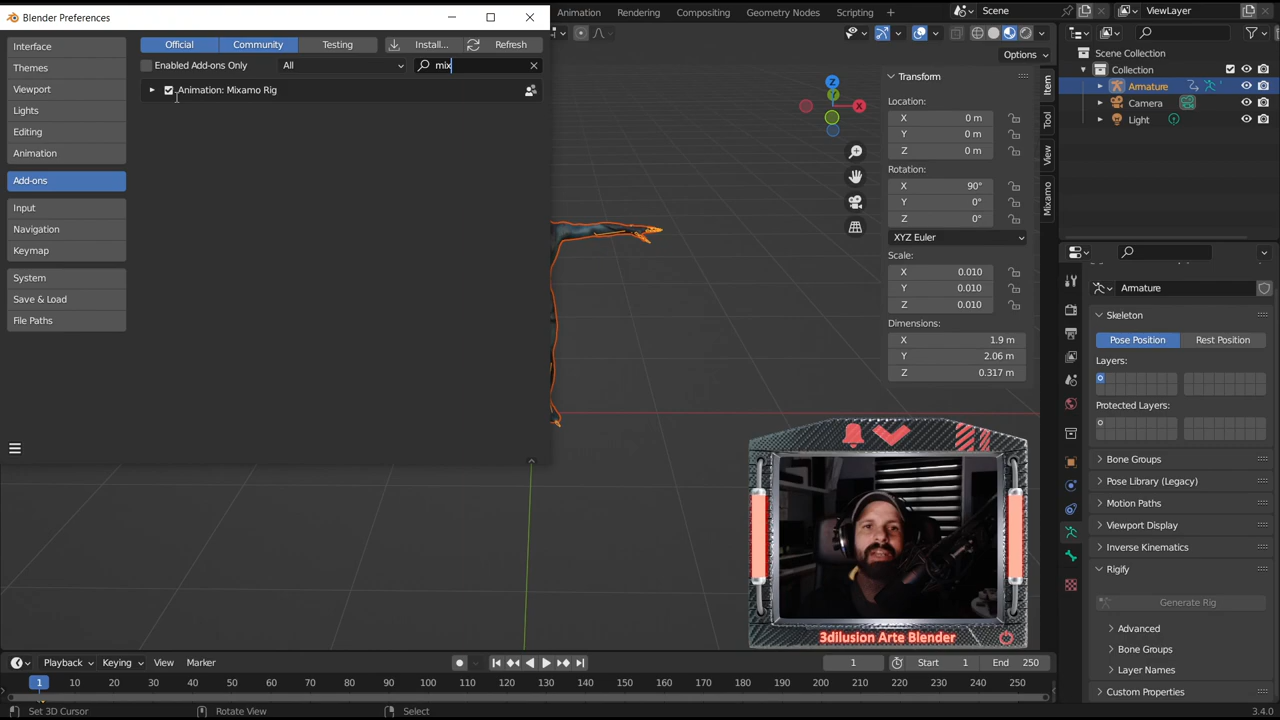 Blender Preferences
Animation
Rendering
Compositing
Geometry Nodes
Scripting
Scene
ViewLayer
Interface
Themes
Viewport
Lights
Editing
Animation
Add-ons
Input
Navigation
Keymap
System
Save & Load
File Paths
Official
Community
Testing
Install...
Refresh
Enabled Add-ons Only
All
mix
Animation: Mixamo Rig
Options
Z
Y
X
Transform
Location:
X 0 m
Y 0 m
Z 0 m
Rotation:
X 90°
Y 0°
Z 0°
XYZ Euler
Scale:
X 0.010
Y 0.010
Z 0.010
Dimensions:
X 1.9 m
Y 2.06 m
Z 0.317 m
Item
Tool
View
Mixamo
Scene Collection
Collection
Armature
Camera
Light
Armature
Skeleton
Pose Position
Rest Position
Layers:
Protected Layers:
Bone Groups
Pose Library (Legacy)
Motion Paths
Viewport Display
Inverse Kinematics
Rigify
Generate Rig
Advanced
Bone Groups
Layer Names
Custom Properties
3dilusion Arte Blender
Playback
Keying
View
Marker
1
Start 1
End 250
1 10 20 30 40 50 60 70 80 90 100 110 120 130 140 150 160 170 180 190 200 210 220 230 240 250
Set 3D Cursor
Rotate View
Select
3.4.0